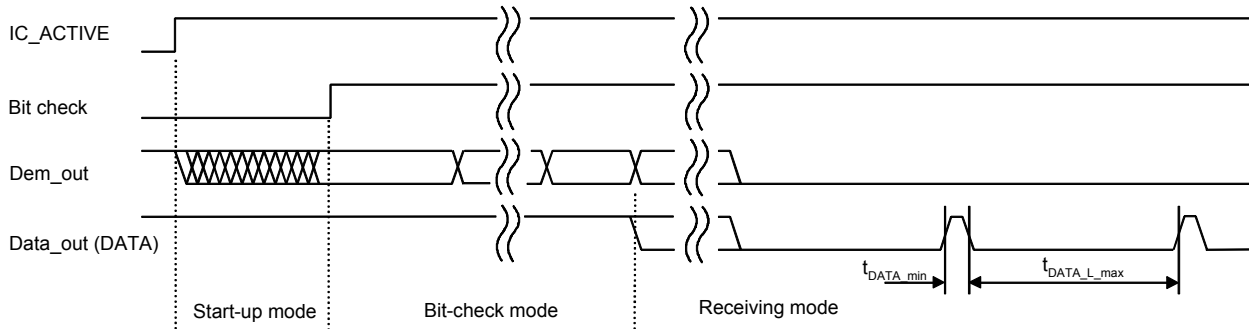 IC_ACTIVE
Bit check
Dem_out
Data_out (DATA)
tDATA_min
tDATA_L_max
Start-up mode
Bit-check mode
Receiving mode